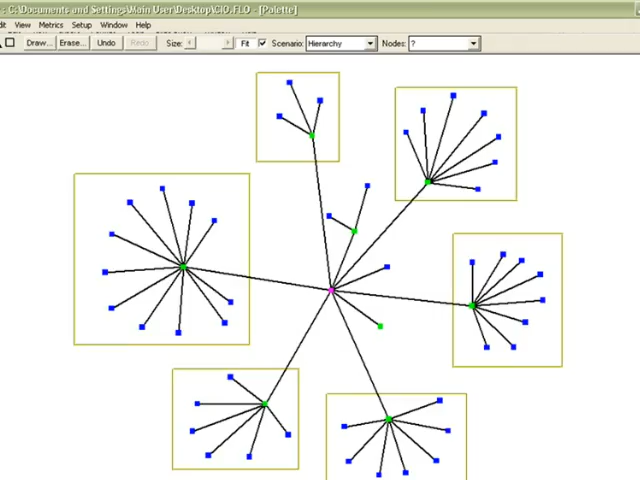 : C:\Documents and Settings\Main User\Desktop\CIO.FLO - [Palette]
dit View Metrics Setup Window Help
Draw... Erase... Undo Redo Size: Fit Scenario: Hierarchy Nodes: ?